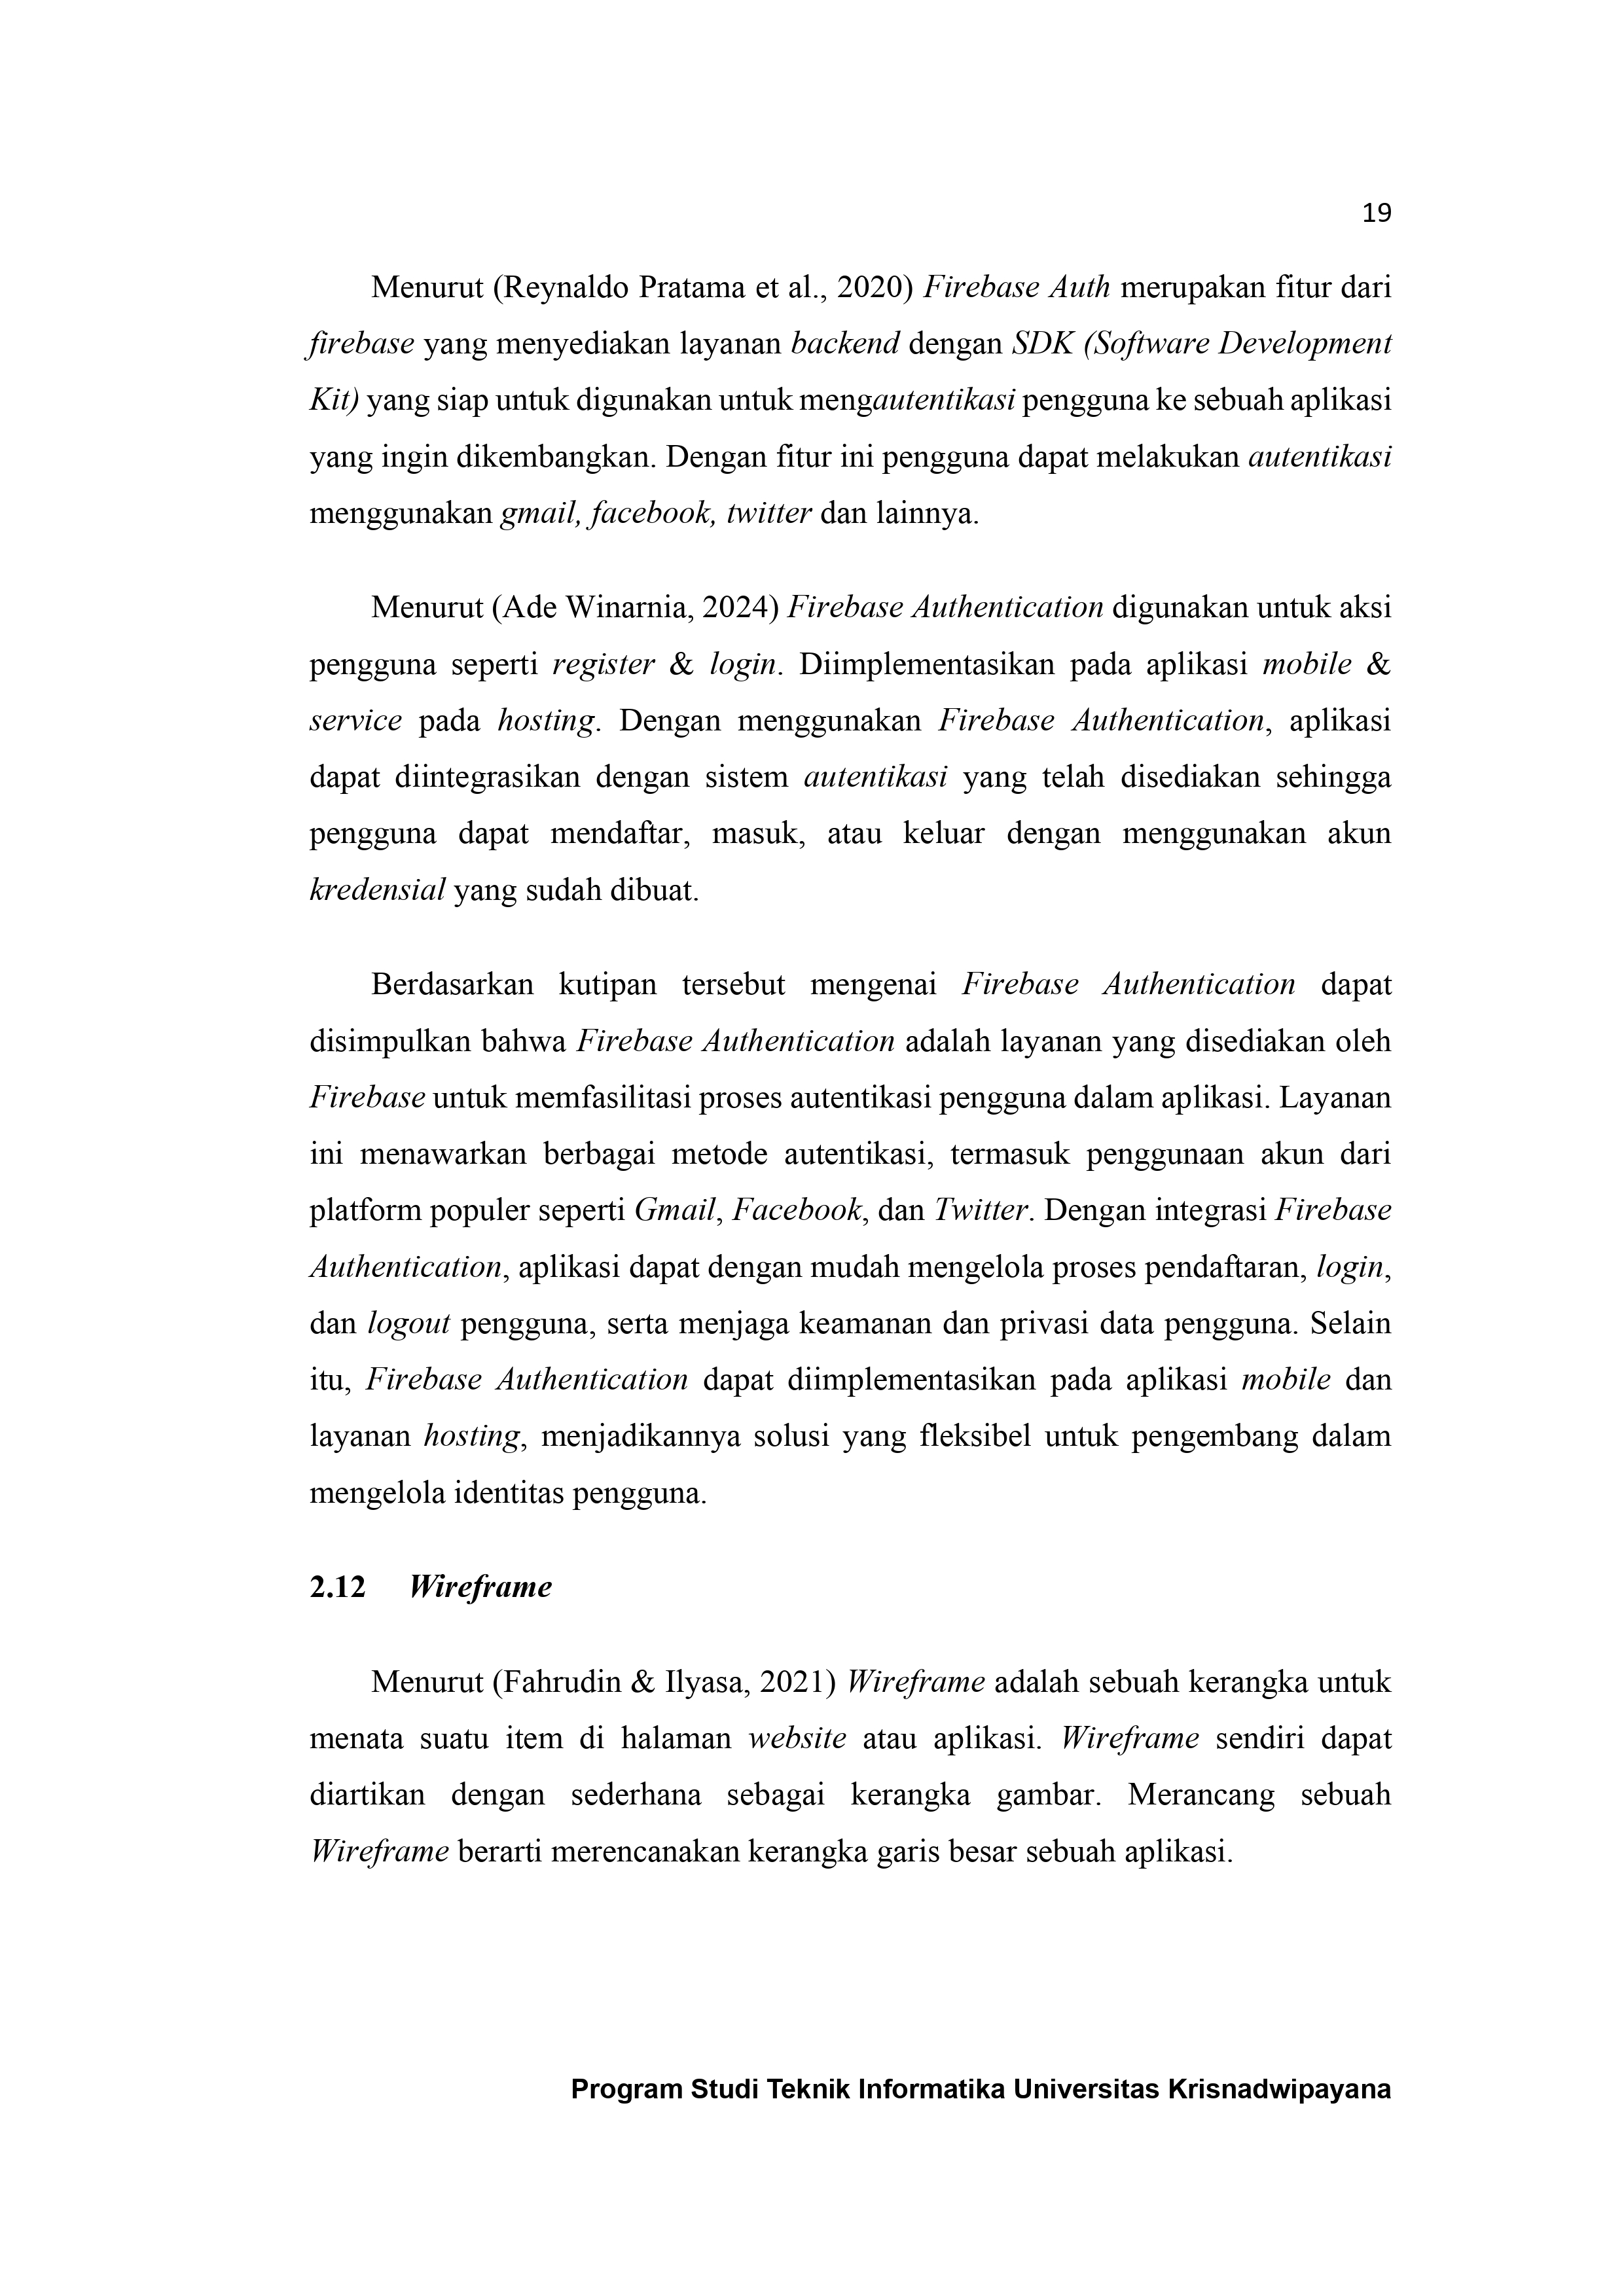 19
Menurut (Reynaldo Pratama et al., 2020) Firebase Auth merupakan fitur dari
firebase yang menyediakan layanan backend dengan SDK (Software Development
Kit) yang siap untuk digunakan untuk mengautentikasi pengguna ke sebuah aplikasi
yang ingin dikembangkan. Dengan fitur ini pengguna dapat melakukan autentikasi
menggunakan gmail, facebook, twitter dan lainnya.
Menurut (Ade Winarnia, 2024) Firebase Authentication digunakan untuk aksi
pengguna seperti register & login. Diimplementasikan pada aplikasi mobile &
service pada hosting. Dengan menggunakan Firebase Authentication, aplikasi
dapat diintegrasikan dengan sistem autentikasi yang telah disediakan sehingga
pengguna dapat mendaftar, masuk, atau keluar dengan menggunakan akun
kredensial yang sudah dibuat.
Berdasarkan kutipan tersebut mengenai Firebase Authentication dapat
disimpulkan bahwa Firebase Authentication adalah layanan yang disediakan oleh
Firebase untuk memfasilitasi proses autentikasi pengguna dalam aplikasi. Layanan
ini menawarkan berbagai metode autentikasi, termasuk penggunaan akun dari
platform populer seperti Gmail, Facebook, dan Twitter. Dengan integrasi Firebase
Authentication, aplikasi dapat dengan mudah mengelola proses pendaftaran, login,
dan logout pengguna, serta menjaga keamanan dan privasi data pengguna. Selain
itu, Firebase Authentication dapat diimplementasikan pada aplikasi mobile dan
layanan hosting, menjadikannya solusi yang fleksibel untuk pengembang dalam
mengelola identitas pengguna.
2.12 Wireframe
Menurut (Fahrudin & Ilyasa, 2021) Wireframe adalah sebuah kerangka untuk
menata suatu item di halaman website atau aplikasi. Wireframe sendiri dapat
diartikan dengan sederhana sebagai kerangka gambar. Merancang sebuah
Wireframe berarti merencanakan kerangka garis besar sebuah aplikasi.
Program Studi Teknik Informatika Universitas Krisnadwipayana